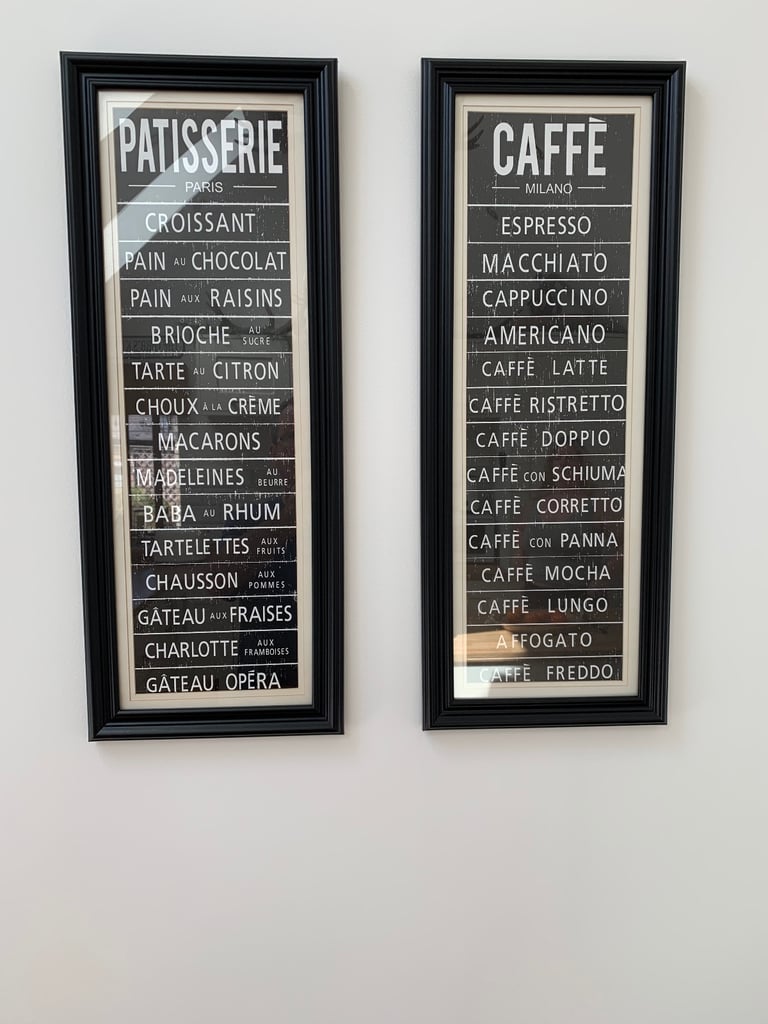 PATISSERIE
PARIS
CROISSANT
PAIN AU CHOCOLAT
PAIN AUX RAISINS
BRIOCHE AU SUCRE
TARTE AU CITRON
CHOUX À LA CRÈME
MACARONS
MADELEINES AU BEURRE
BABA AU RHUM
TARTELETTES AUX FRUITS
CHAUSSON AUX POMMES
GÂTEAU AUX FRAISES
CHARLOTTE AUX FRAMBOISES
GÂTEAU OPÉRA
CAFFÈ
MILANO
ESPRESSO
MACCHIATO
CAPPUCCINO
AMERICANO
CAFFÈ LATTE
CAFFÈ RISTRETTO
CAFFÈ DOPPIO
CAFFÈ CON SCHIUMA
CAFFÈ CORRETTO
CAFFÈ CON PANNA
CAFFÈ MOCHA
CAFFÈ LUNGO
AFFOGATO
CAFFÈ FREDDO